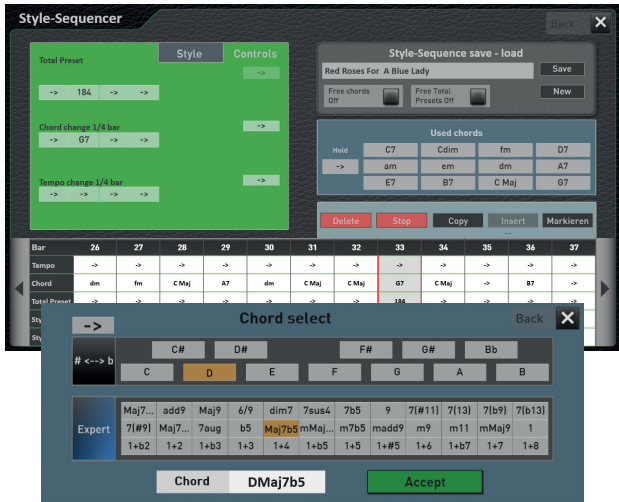 Style-Sequencer
Back X
Style Controls
Total Preset
->
-> 184 -> ->
Chord change 1/4 bar
->
-> G7 -> ->
Tempo change 1/4 bar
->
-> -> -> ->
Style-Sequence save - load
Red Roses For A Blue Lady Save
Free chords Off
Free Total Presets Off
New
Used chords
Hold C7 Cdim fm D7
-> am em dm A7
E7 B7 C Maj G7
Delete Stop Copy Insert Markieren
Bar 26 27 28 29 30 31 32 33 34 35 36 37
Tempo -> -> -> -> -> -> -> -> -> -> -> ->
Chord dm fm C Maj A7 dm C Maj C Maj G7 C Maj -> B7 ->
Total Preset -> -> -> -> -> -> -> 184 -> -> -> ->
Sty
Sty
-> Chord select Back X
# <--> b
C# D# F# G# Bb
C D E F G A B
Expert
Maj7... add9 Maj9 6/9 dim7 7sus4 7b5 9 7(#11) 7(13) 7(b9) 7(b13)
7(#9) Maj7... 7aug b5 Maj7b5 mMaj... m7b5 madd9 m9 m11 mMaj9 1
1+b2 1+2 1+b3 1+3 1+4 1+b5 1+5 1+#5 1+6 1+b7 1+7 1+8
Chord DMaj7b5 Accept